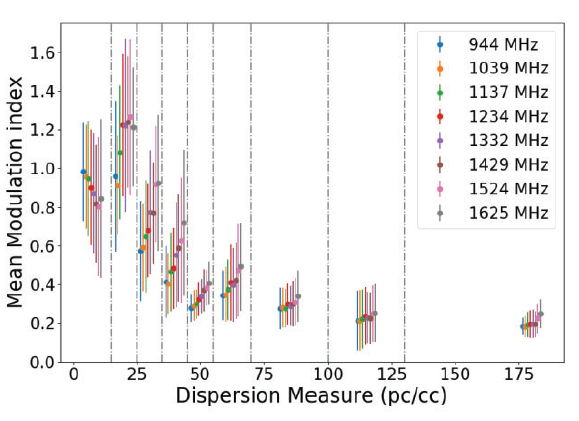 1.6
1.4
1.2
1.0
0.8
0.6
0.4
0.2
0.0
Mean Modulation index
0 25 50 75 100 125 150 175
Dispersion Measure (pc/cc)
944 MHz
1039 MHz
1137 MHz
1234 MHz
1332 MHz
1429 MHz
1524 MHz
1625 MHz